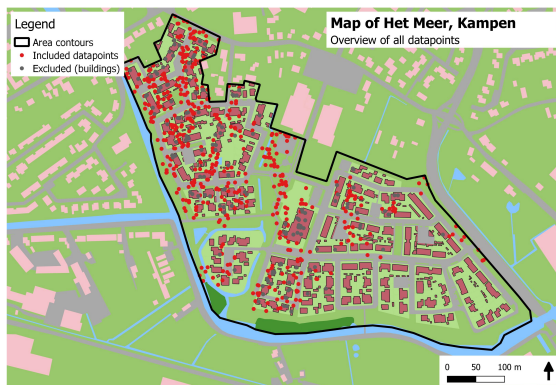 Legend
Area contours
Included datapoints
Excluded (buildings)
Map of Het Meer, Kampen
Overview of all datapoints
0 50 100 m